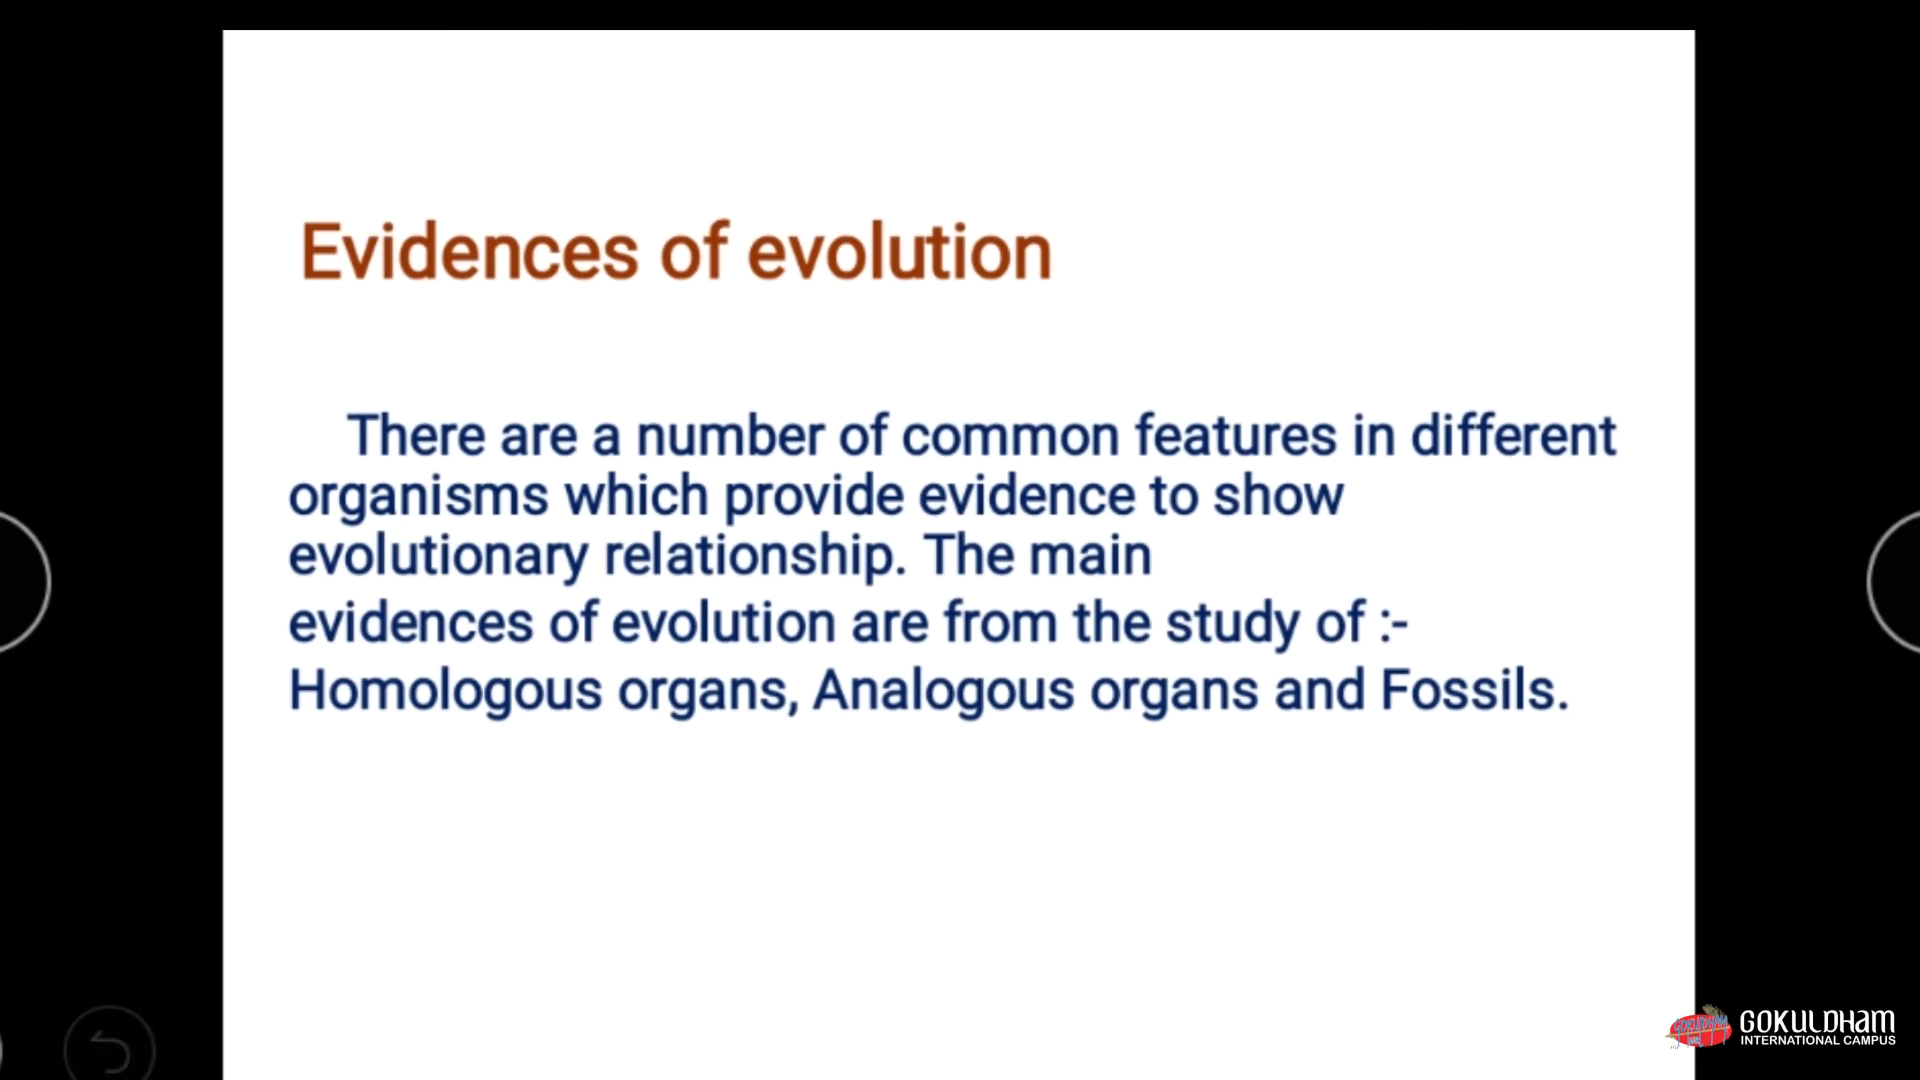 Evidences of evolution
There are a number of common features in different
organisms which provide evidence to show
evolutionary relationship. The main
evidences of evolution are from the study of :-
Homologous organs, Analogous organs and Fossils.
GOKULDHAM
INTERNATIONAL CAMPUS